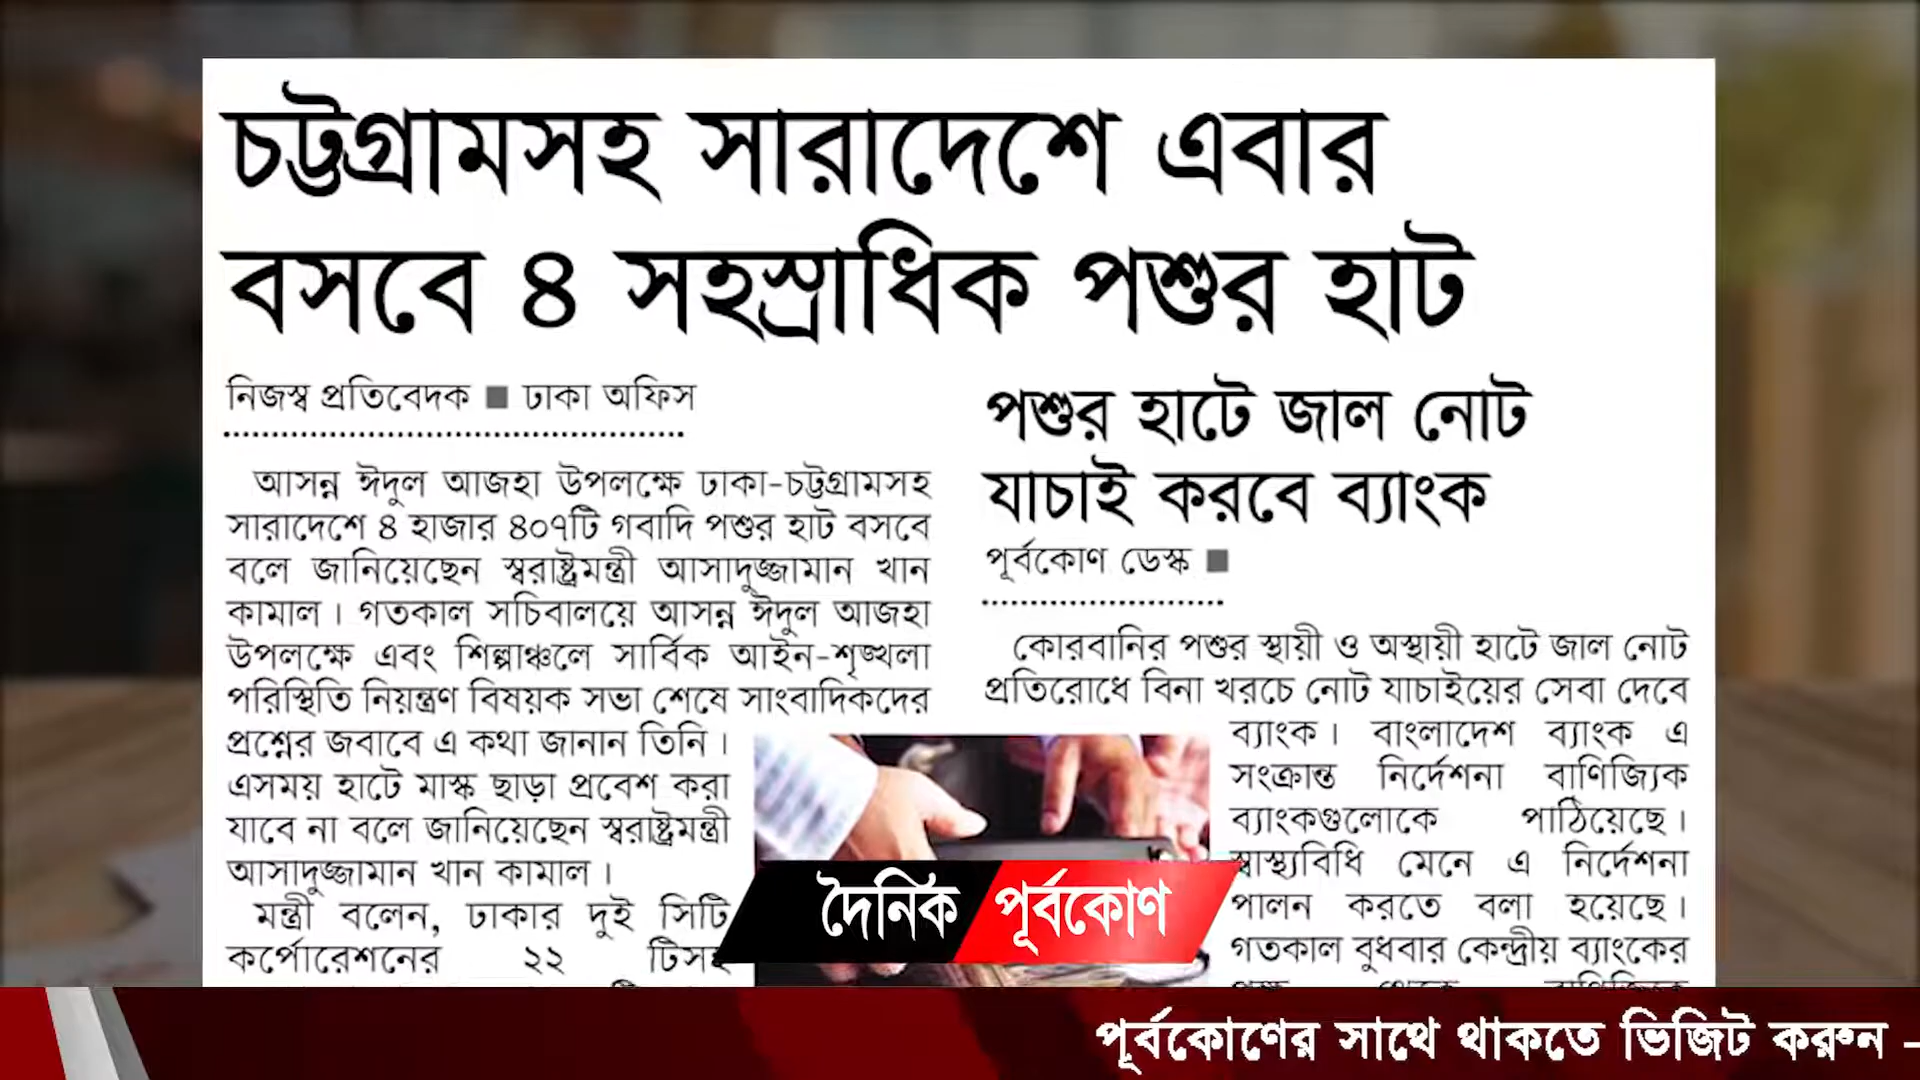 চট্টগ্রামসহ সারাদেশে এবার
বসবে ৪ সহস্রাধিক পশুর হাট
নিজস্ব প্রতিবেদক ■ ঢাকা অফিস
আসন্ন ঈদুল আজহা উপলক্ষে ঢাকা-চট্টগ্রামসহ
সারাদেশে ৪ হাজার ৪০৭টি গবাদি পশুর হাট বসবে
বলে জানিয়েছেন স্বরাষ্ট্রমন্ত্রী আসাদুজ্জামান খান
কামাল। গতকাল সচিবালয়ে আসন্ন ঈদুল আজহা
উপলক্ষে এবং শিল্পাঞ্চলে সার্বিক আইন-শৃঙ্খলা
পরিস্থিতি নিয়ন্ত্রণ বিষয়ক সভা শেষে সাংবাদিকদের
প্রশ্নের জবাবে এ কথা জানান তিনি।
এসময় হাটে মাস্ক ছাড়া প্রবেশ করা
যাবে না বলে জানিয়েছেন স্বরাষ্ট্রমন্ত্রী
আসাদুজ্জামান খান কামাল।
মন্ত্রী বলেন, ঢাকার দুই সিটি
কর্পোরেশনের ২২ টিসহ
পশুর হাটে জাল নোট
যাচাই করবে ব্যাংক
পূর্বকোণ ডেস্ক ■
কোরবানির পশুর স্থায়ী ও অস্থায়ী হাটে জাল নোট
প্রতিরোধে বিনা খরচে নোট যাচাইয়ের সেবা দেবে
ব্যাংক। বাংলাদেশ ব্যাংক এ
সংক্রান্ত নির্দেশনা বাণিজ্যিক
ব্যাংকগুলোকে পাঠিয়েছে।
স্বাস্থ্যবিধি মেনে এ নির্দেশনা
পালন করতে বলা হয়েছে।
গতকাল বুধবার কেন্দ্রীয় ব্যাংকের
দৈনিক পূর্বকোণ
পূর্বকোণের সাথে থাকতে ভিজিট করুন -